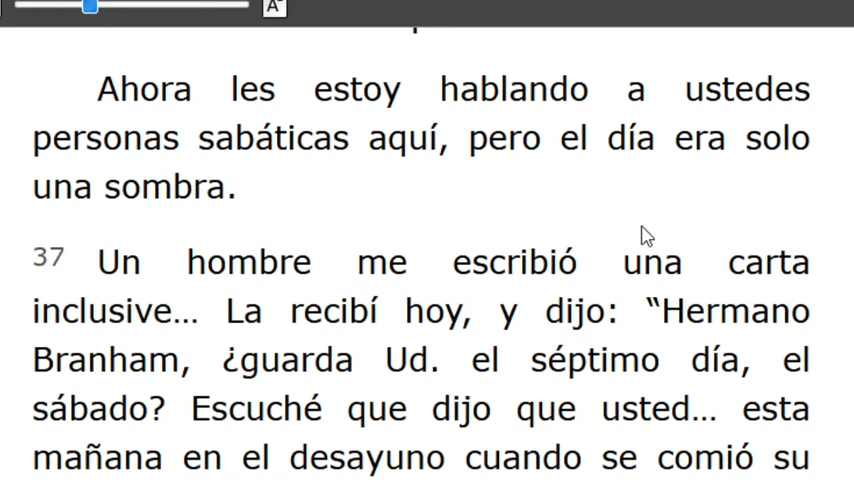 A
Ahora les estoy hablando a ustedes
personas sabáticas aquí, pero el día era solo
una sombra.
37 Un hombre me escribió una carta
inclusive... La recibí hoy, y dijo: “Hermano
Branham, ¿guarda Ud. el séptimo día, el
sábado? Escuché que dijo que usted... esta
mañana en el desayuno cuando se comió su